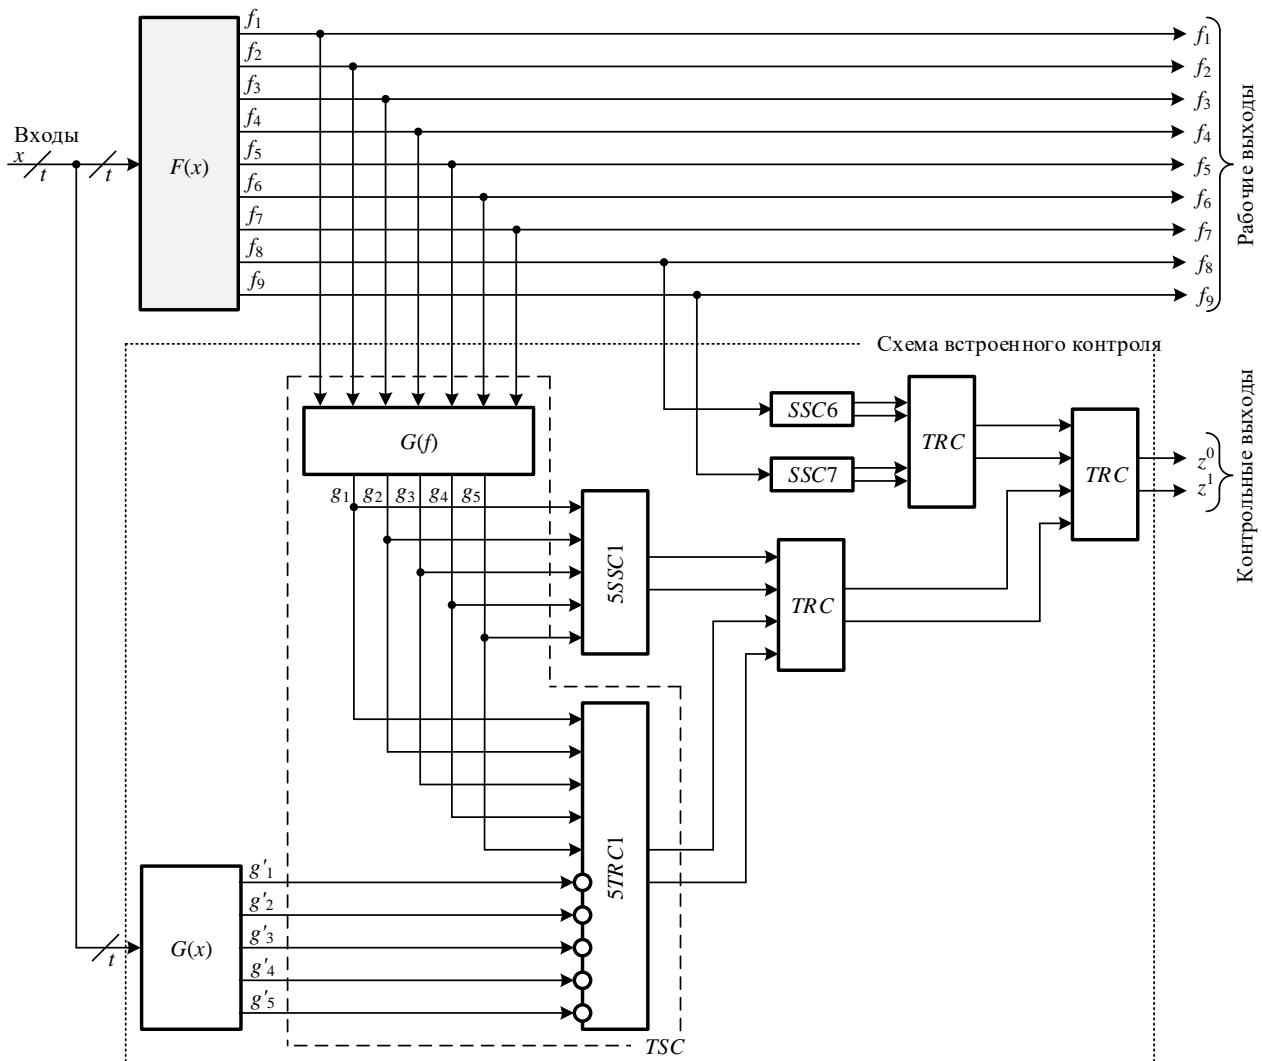 f1
f2
f3
f4
f5
f6
f7
f8
f9
Входы
x
t
t
F(x)
f1
f2
f3
f4
f5
f6
f7
f8
f9
Рабочие выходы
Схема встроенного контроля
G(f)
g1 g2 g3 g4 g5
SSC6
SSC7
TRC
TRC
z0
z1
Контрольные выходы
5SSC1
TRC
5TRC1
g'1
g'2
g'3
g'4
g'5
G(x)
t
TSC